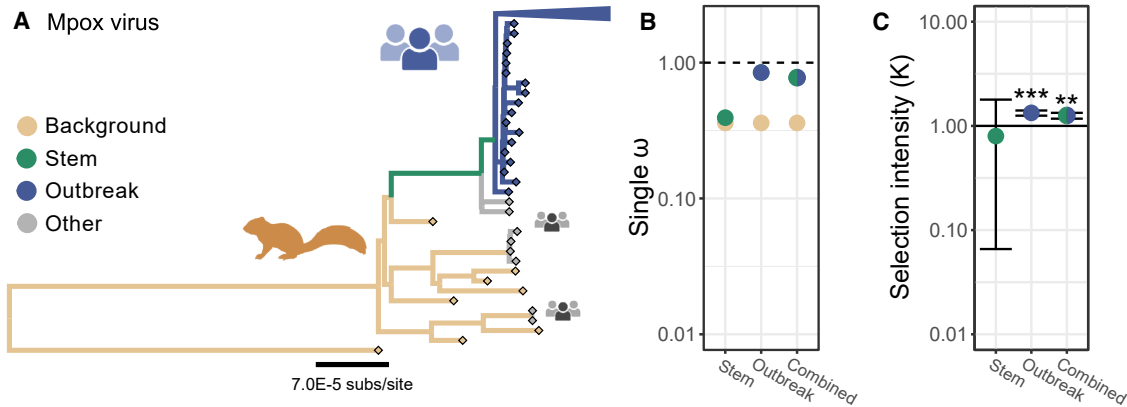 A Mpox virus
Background
Stem
Outbreak
Other
7.0E-5 subs/site
B
Single ω
1.00
0.10
0.01
Stem
Outbreak
Combined
C
Selection intensity (K)
10.00
1.00
0.10
0.01
***
**
Stem
Outbreak
Combined